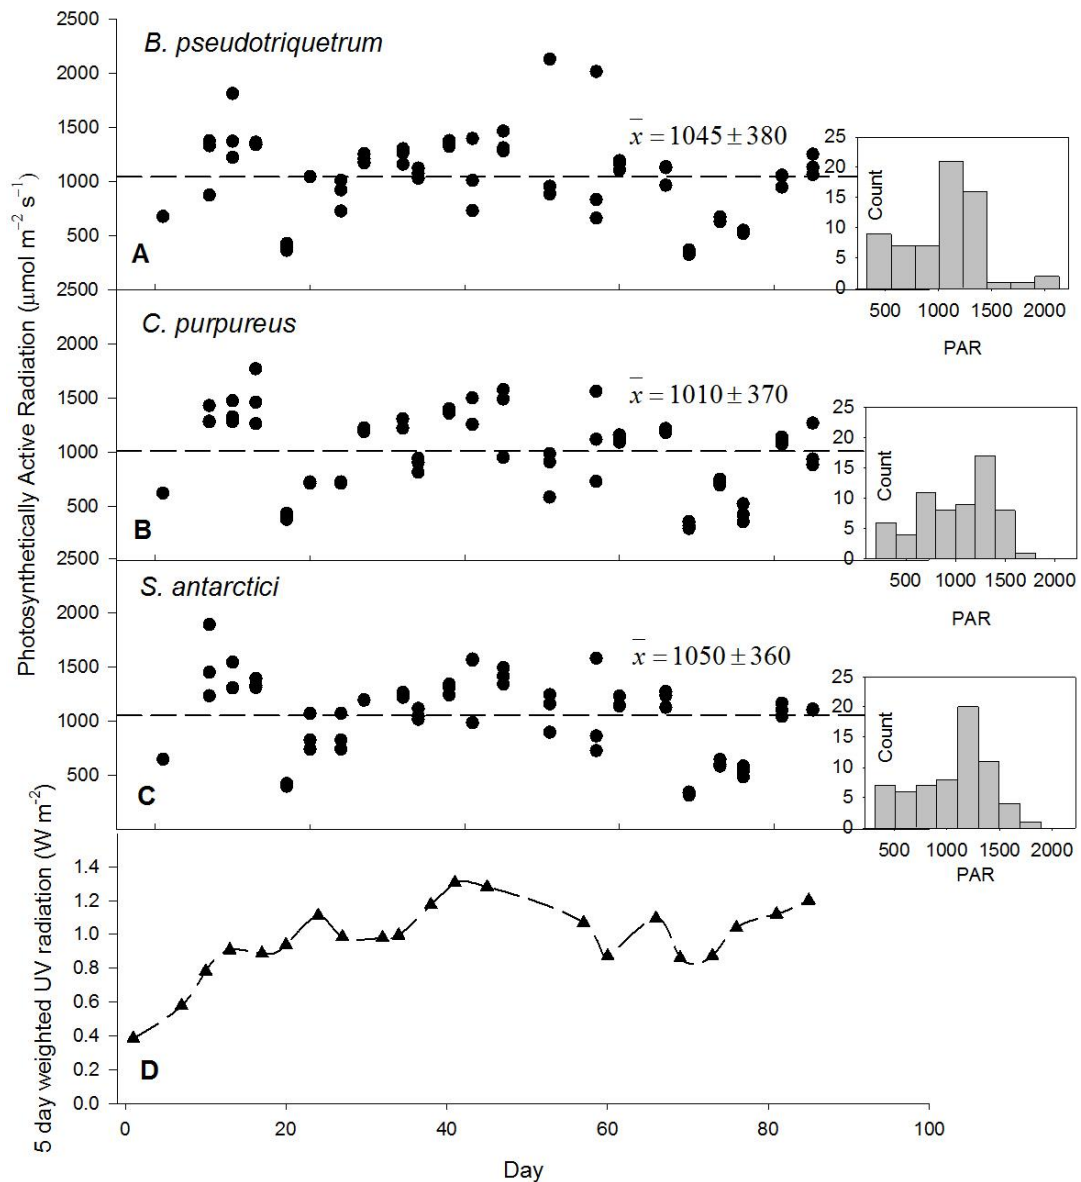 Photosynthetically Active Radiation (μmol m−2 s−1)
2500
2000
1500
1000
500
B. pseudotriquetrum
x = 1045 ± 380
A
25
20
15
10
5
0
Count
500 1000 1500 2000
PAR
2500
2000
1500
1000
500
C. purpureus
x = 1010 ± 370
B
25
20
15
10
5
0
Count
500 1000 1500 2000
PAR
2500
2000
1500
1000
500
S. antarctici
x = 1050 ± 360
C
25
20
15
10
5
0
Count
500 1000 1500 2000
PAR
5 day weighted UV radiation (W m-2)
1.4
1.2
1.0
0.8
0.6
0.4
0.2
0.0
D
0 20 40 60 80 100
Day